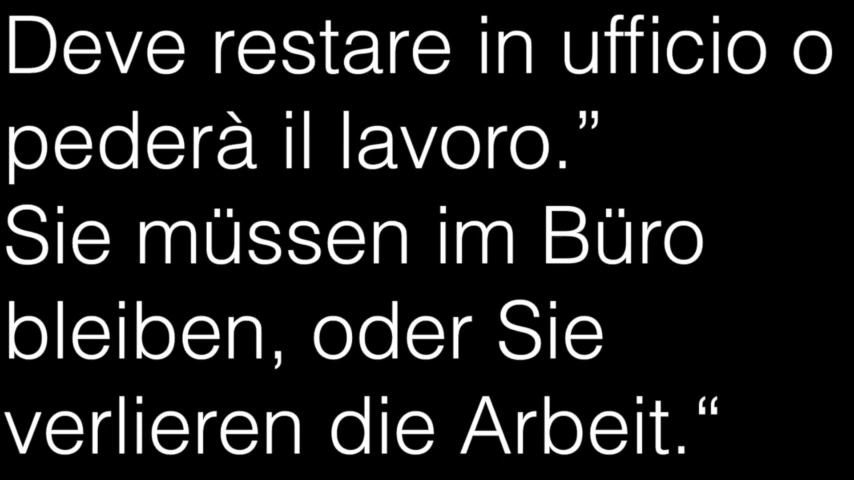 Deve restare in ufficio o
pederà il lavoro.”
Sie müssen im Büro
bleiben, oder Sie
verlieren die Arbeit.“